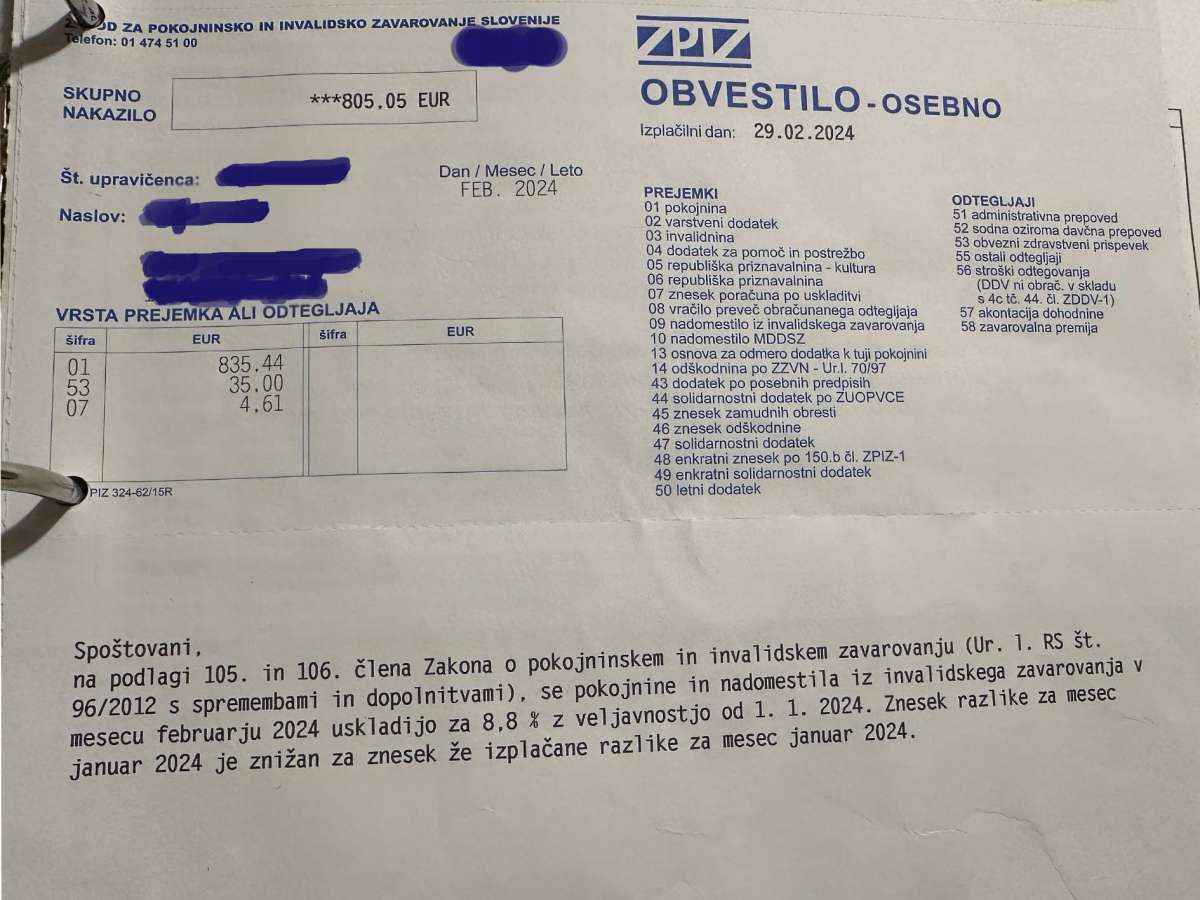 OD ZA POKOJNINSKO IN INVALIDSKO ZAVAROVANJE SLOVENIJE
Telefon: 01 474 51 00
SKUPNO
NAKAZILO
***805.05 EUR
Št. upravičenca:
Dan / Mesec / Leto
FEB. 2024
Naslov:
VRSTA PREJEMKA ALI ODTEGLJAJA
šifra EUR šifra EUR
01 835.44
53 35.00
07 4.61
PIZ 324-62/15R
ZPIZ
OBVESTILO - OSEBNO
Izplačilni dan: 29.02.2024
PREJEMKI
01 pokojnina
02 varstveni dodatek
03 invalidnina
04 dodatek za pomoč in postrežbo
05 republiška priznavalnina - kultura
06 republiška priznavalnina
07 znesek poračuna po uskladitvi
08 vračilo preveč obračunanega odtegljaja
09 nadomestilo iz invalidskega zavarovanja
10 nadomestilo MDDSZ
13 osnova za odmero dodatka k tuji pokojnini
14 odškodnina po ZZVN - Ur.l. 70/97
43 dodatek po posebnih predpisih
44 solidarnostni dodatek po ZUOPVCE
45 znesek zamudnih obresti
46 znesek odškodnine
47 solidarnostni dodatek
48 enkratni znesek po 150.b čl. ZPIZ-1
49 enkratni solidarnostni dodatek
50 letni dodatek
ODTEGLJAJI
51 administrativna prepoved
52 sodna oziroma davčna prepoved
53 obvezni zdravstveni prispevek
55 ostali odtegljaji
56 stroški odtegovanja
(DDV ni obrač. v skladu
s 4c tč. 44. čl. ZDDV-1)
57 akontacija dohodnine
58 zavarovalna premija
Spoštovani,
na podlagi 105. in 106. člena Zakona o pokojninskem in invalidskem zavarovanju (Ur. l. RS št.
96/2012 s spremembami in dopolnitvami), se pokojnine in nadomestila iz invalidskega zavarovanja v
mesecu februarju 2024 uskladijo za 8,8 % z veljavnostjo od 1. 1. 2024. Znesek razlike za mesec
januar 2024 je znižan za znesek že izplačane razlike za mesec januar 2024.